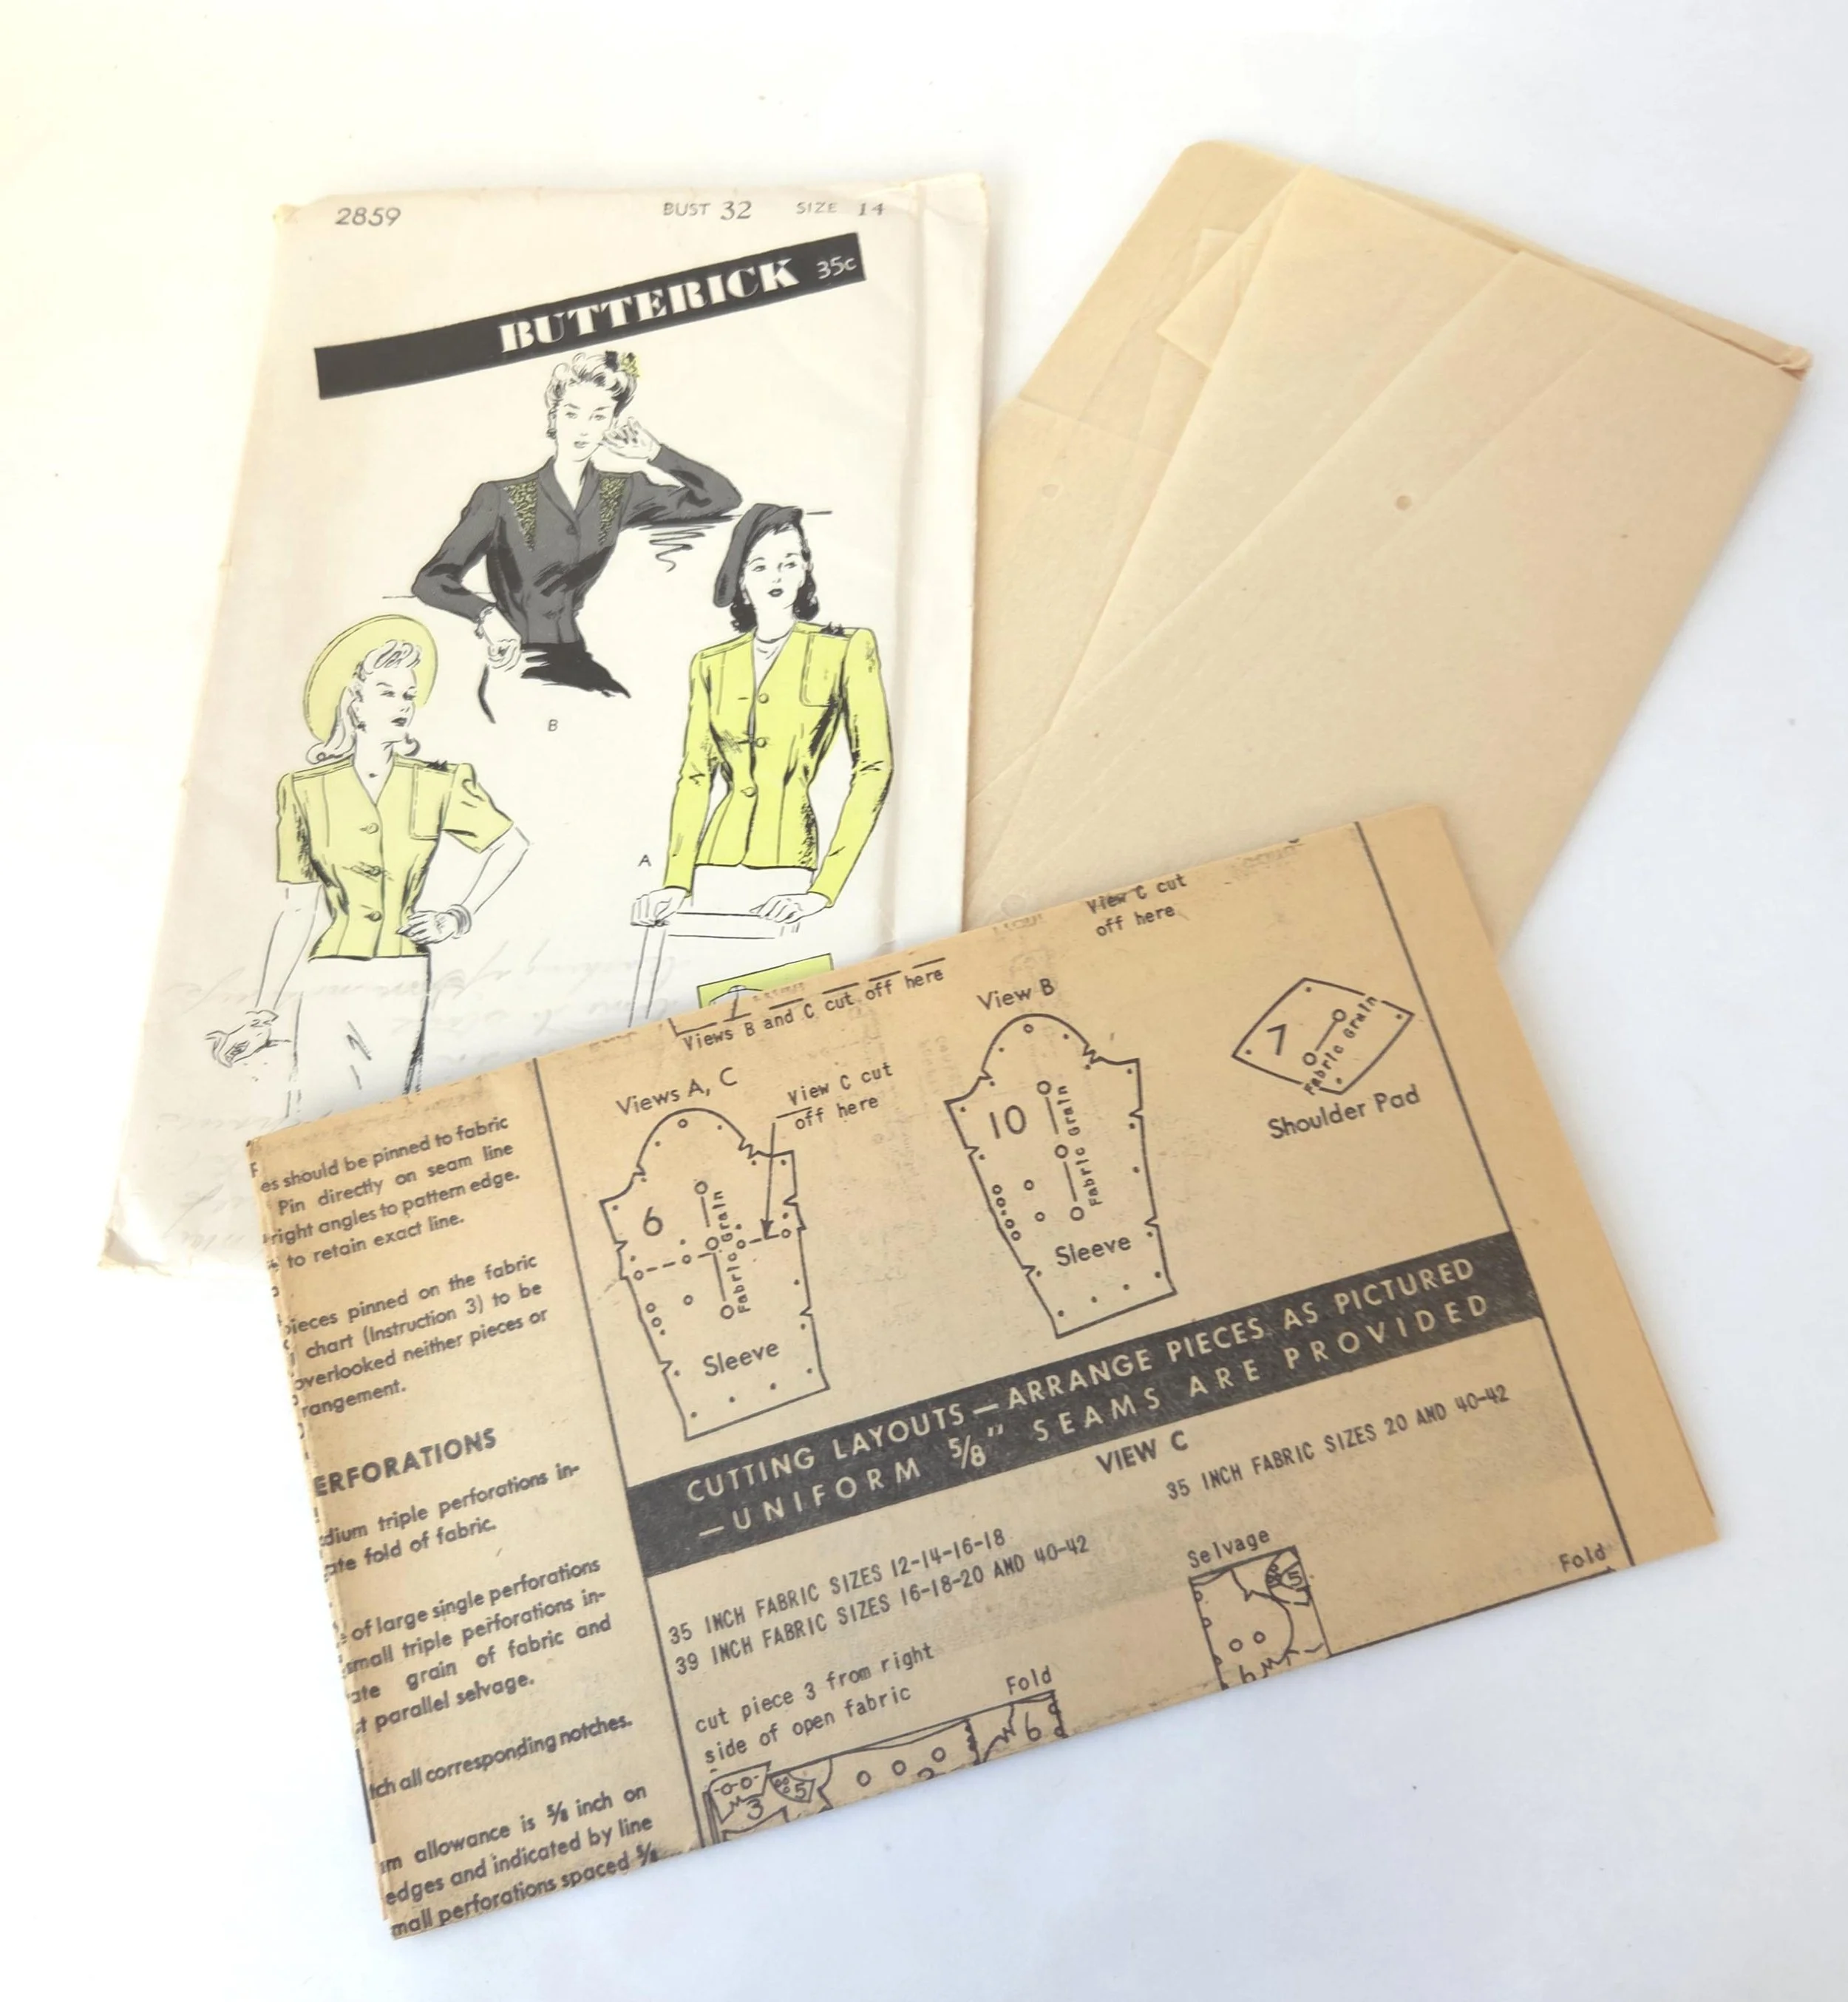 2859
BUST 32 SIZE 14
BUTTERICK 35c
B
A
es should be pinned to fabric
Pin directly on seam line
right angles to pattern edge.
to retain exact line.
pieces pinned on the fabric
chart (Instruction 3) to be
overlooked neither pieces or
rangement.
ERFORATIONS
dium triple perforations in-
ate fold of fabric.
of large single perforations
small triple perforations in-
ate grain of fabric and
t parallel selvage.
tch all corresponding notches.
m allowance is 5/8 inch on
edges and indicated by line
mall perforations spaced 5/8
View C cut
off here
Views B and C cut off here
Views A, C
View C cut
off here
6
Fabric Grain
Sleeve
View B
10
Fabric Grain
Sleeve
7
Fabric Grain
Shoulder Pad
CUTTING LAYOUTS — ARRANGE PIECES AS PICTURED
— UNIFORM 5/8" SEAMS ARE PROVIDED
VIEW C
35 INCH FABRIC SIZES 12-14-16-18
39 INCH FABRIC SIZES 16-18-20 AND 40-42
cut piece 3 from right
side of open fabric
Fold
3
5
6
35 INCH FABRIC SIZES 20 AND 40-42
Selvage
5
6
Fold